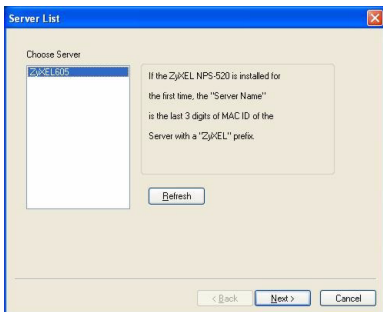 Server List
Choose Server
ZyXEL605
If the ZyXEL NPS-520 is installed for
the first time, the "Server Name"
is the last 3 digits of MAC ID of the
Server with a "ZyXEL" prefix.
Refresh
< Back
Next >
Cancel